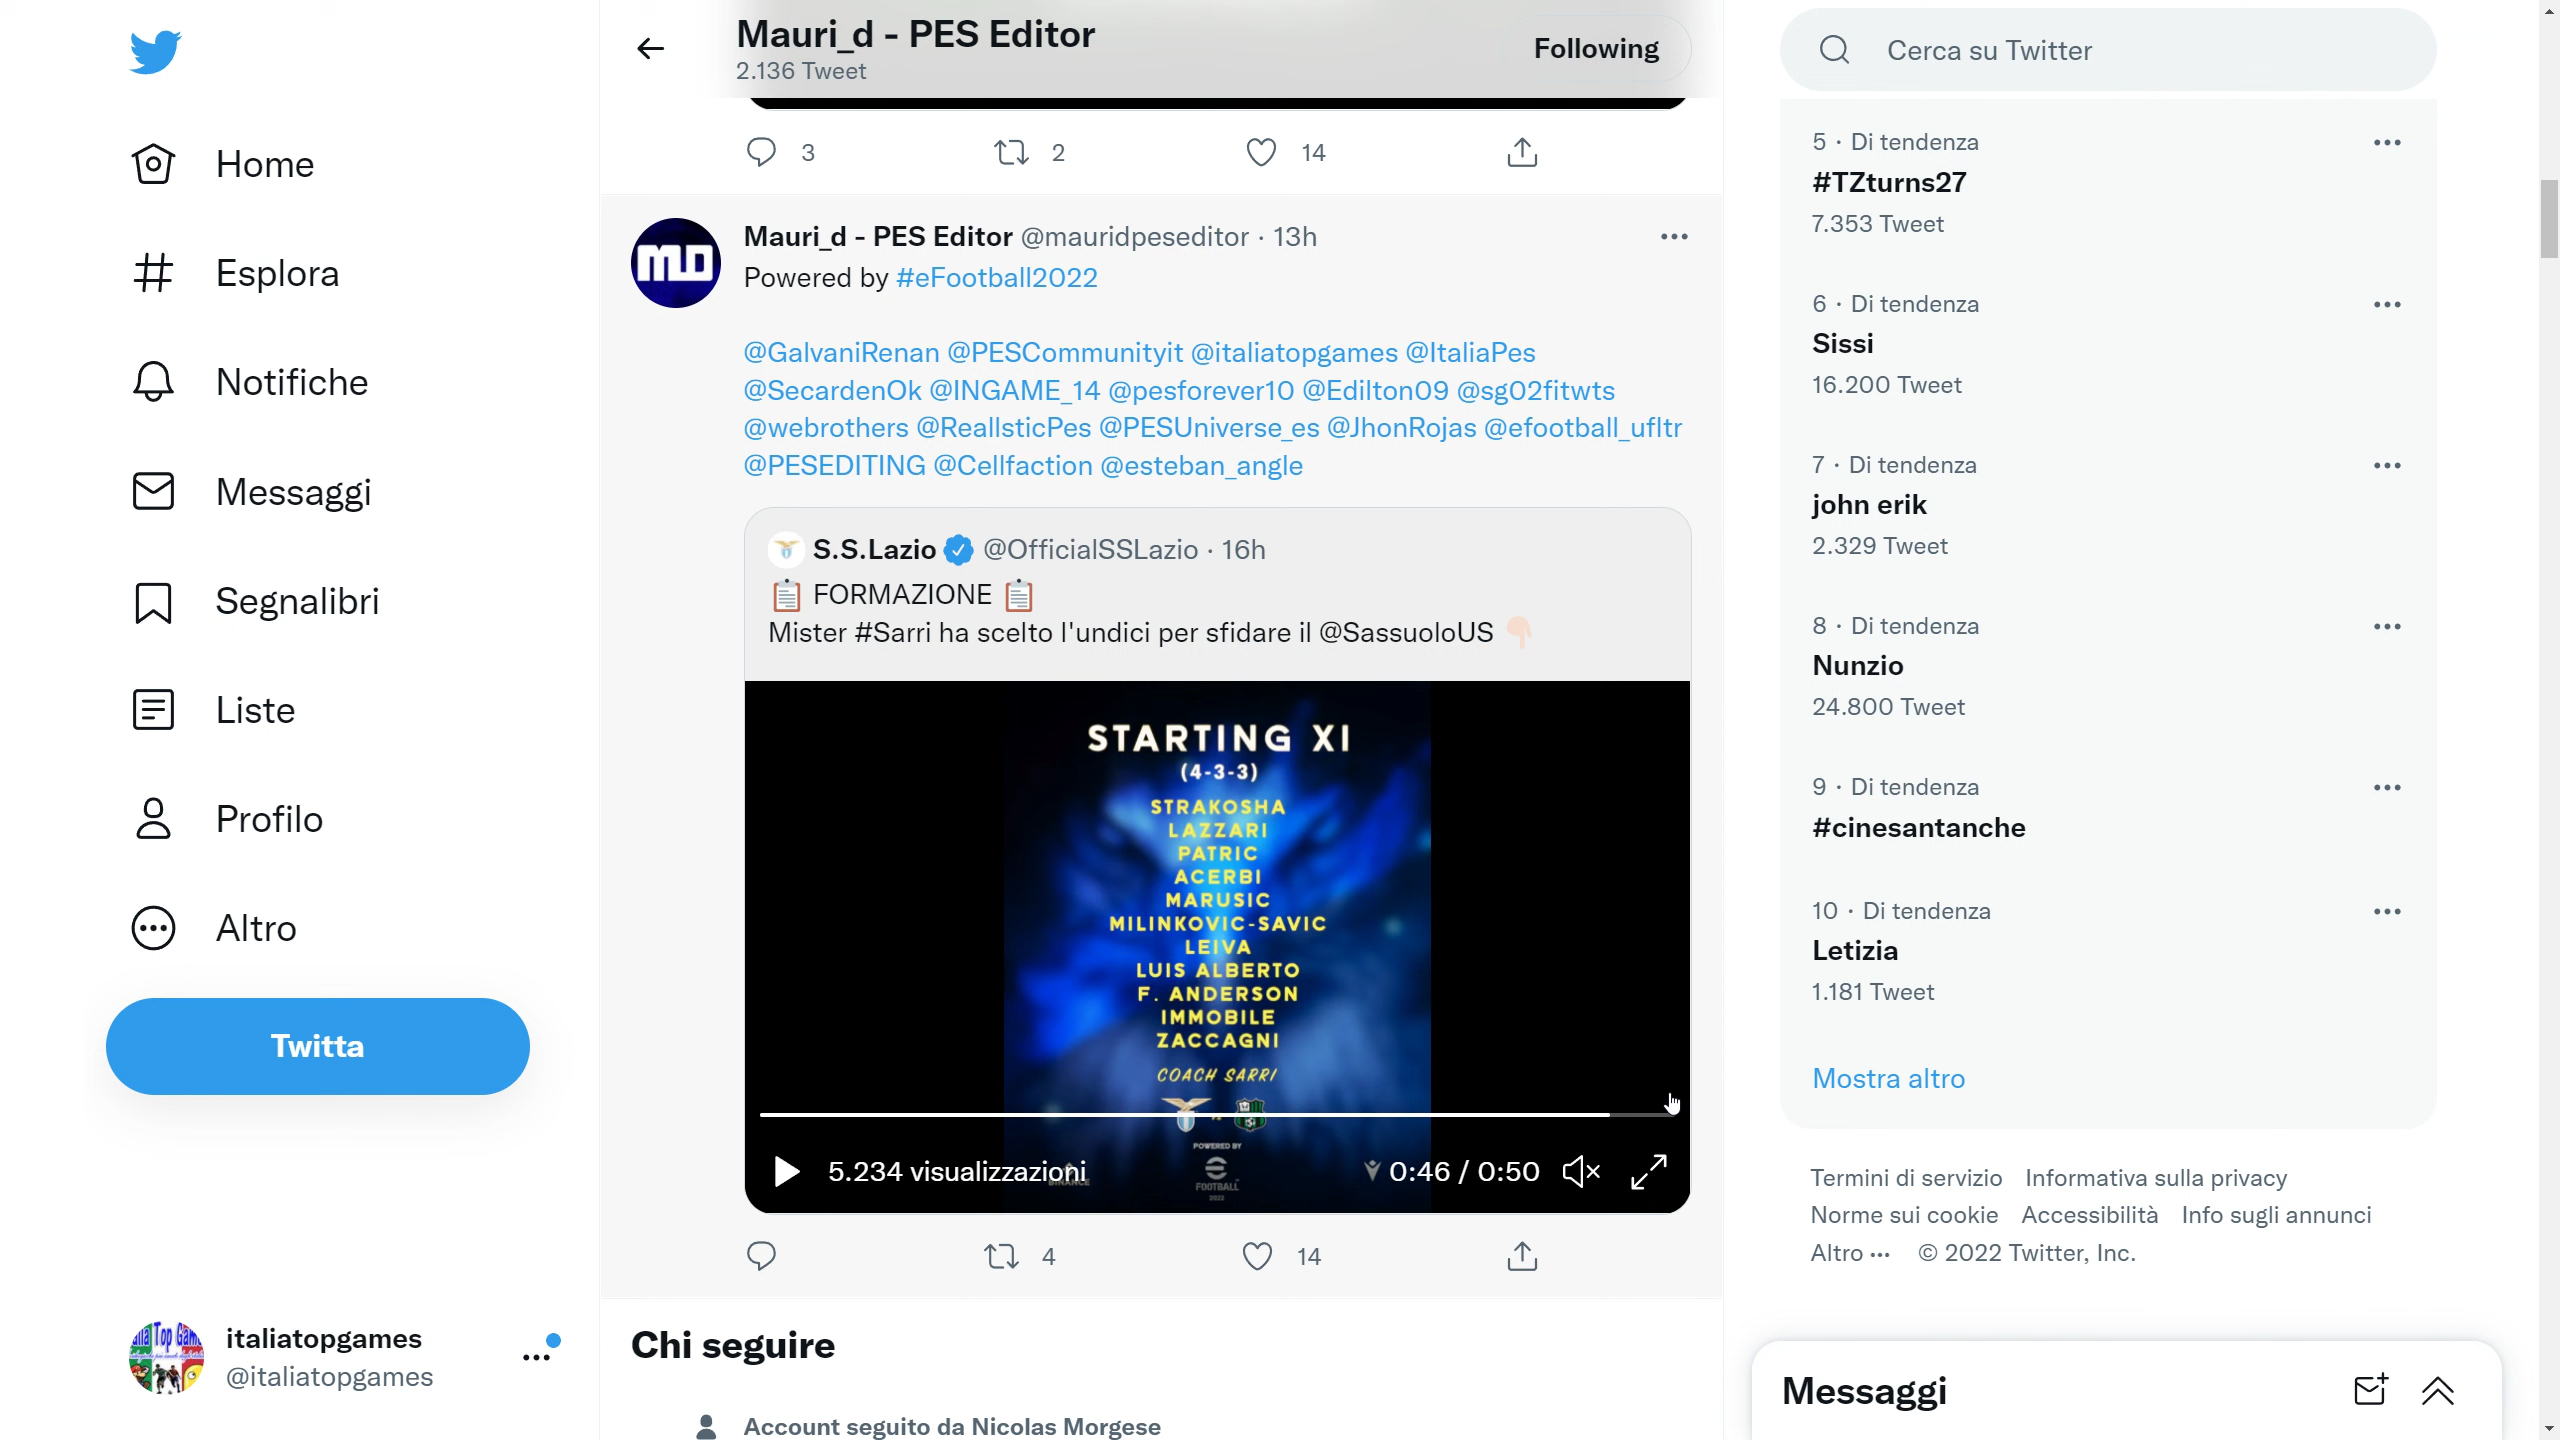 Home
Esplora
Notifiche
Messaggi
Segnalibri
Liste
Profilo
Altro
Twitta
italiatopgames
@italiatopgames
Mauri_d - PES Editor
2.136 Tweet
Following
3
2
14
MD
Mauri_d - PES Editor @mauridpeseditor · 13h
Powered by #eFootball2022
@GalvaniRenan @PESCommunityit @italiatopgames @ItaliaPes
@SecardenOk @INGAME_14 @pesforever10 @Edilton09 @sg02fitwts
@webrothers @ReallsticPes @PESUniverse_es @JhonRojas @efootball_ufltr
@PESEDITING @Cellfaction @esteban_angle
S.S.Lazio @OfficialSSLazio · 16h
📋 FORMAZIONE 📋
Mister #Sarri ha scelto l'undici per sfidare il @SassuoloUS 👇🏻
STARTING XI
(4-3-3)
STRAKOSHA
LAZZARI
PATRIC
ACERBI
MARUSIC
MILINKOVIC-SAVIC
LEIVA
LUIS ALBERTO
F. ANDERSON
IMMOBILE
ZACCAGNI
COACH SARRI
POWERED BY
FOOTBALL
2022
BINANCE
5.234 visualizzazioni
0:46 / 0:50
4
14
Chi seguire
Account seguito da Nicolas Morgese
Cerca su Twitter
5 · Di tendenza
#TZturns27
7.353 Tweet
6 · Di tendenza
Sissi
16.200 Tweet
7 · Di tendenza
john erik
2.329 Tweet
8 · Di tendenza
Nunzio
24.800 Tweet
9 · Di tendenza
#cinesantanche
10 · Di tendenza
Letizia
1.181 Tweet
Mostra altro
Termini di servizio Informativa sulla privacy
Norme sui cookie Accessibilità Info sugli annunci
Altro ··· © 2022 Twitter, Inc.
Messaggi